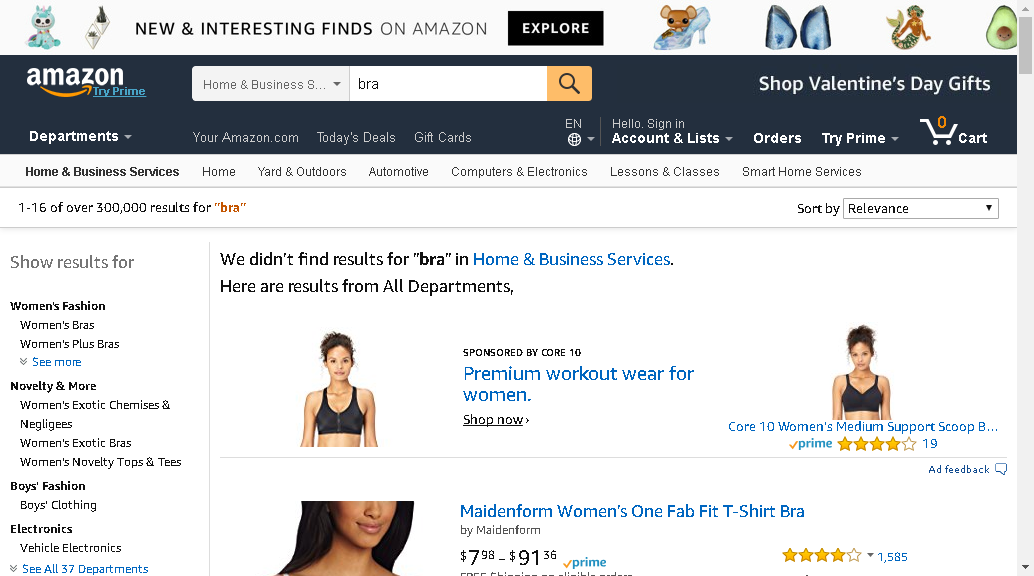 NEW & INTERESTING FINDS ON AMAZON EXPLORE
amazon
Try Prime
Home & Business S...
bra
Shop Valentine's Day Gifts
Departments
Your Amazon.com Today's Deals Gift Cards
EN
Hello. Sign in
Account & Lists
Orders
Try Prime
0
Cart
Home & Business Services Home Yard & Outdoors Automotive Computers & Electronics Lessons & Classes Smart Home Services
1-16 of over 300,000 results for "bra"
Sort by Relevance
Show results for
Women's Fashion
Women's Bras
Women's Plus Bras
See more
Novelty & More
Women's Exotic Chemises &
Negligees
Women's Exotic Bras
Women's Novelty Tops & Tees
Boys' Fashion
Boys' Clothing
Electronics
Vehicle Electronics
See All 37 Departments
We didn't find results for "bra" in Home & Business Services.
Here are results from All Departments,
SPONSORED BY CORE 10
Premium workout wear for
women.
Shop now ›
Core 10 Women's Medium Support Scoop B...
prime 19
Ad feedback
Maidenform Women's One Fab Fit T-Shirt Bra
by Maidenform
$7 98 - $91 36 prime
1,585
FREE Shipping on eligible orders